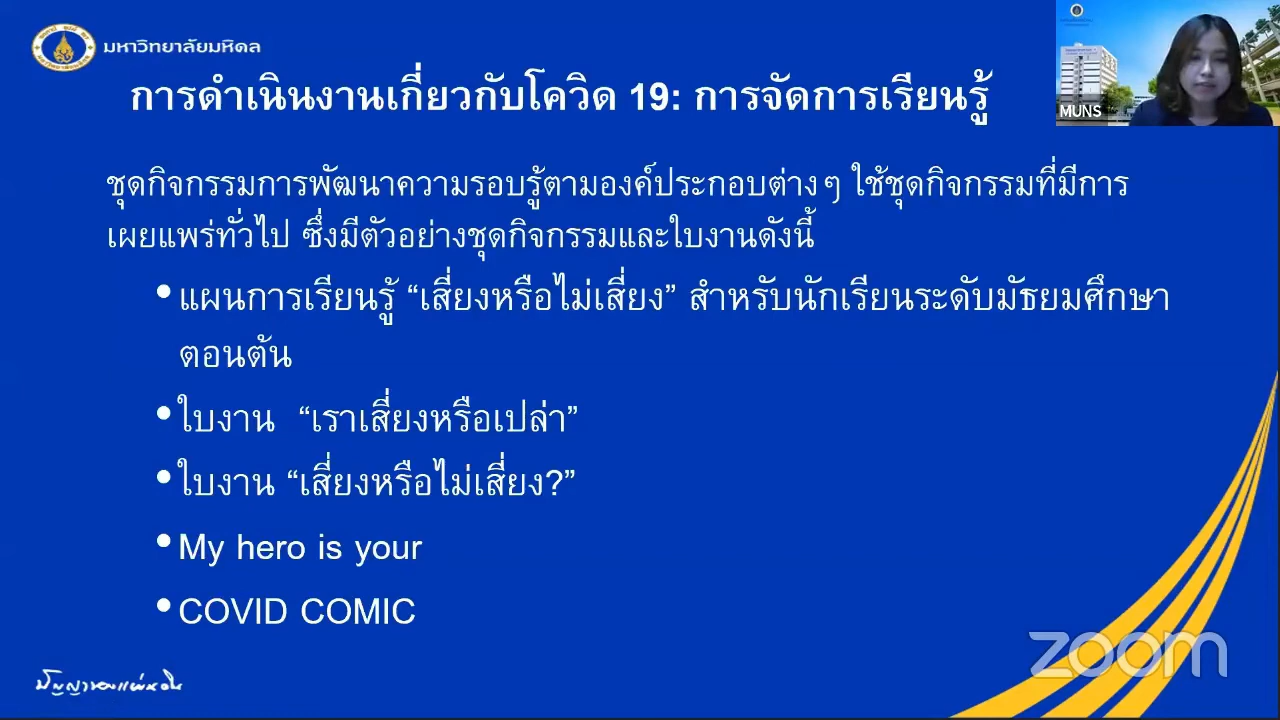 มหาวิทยาลัยมหิดล
การดำเนินงานเกี่ยวกับโควิด 19: การจัดการเรียนรู้
MUNS
ชุดกิจกรรมการพัฒนาความรอบรู้ตามองค์ประกอบต่างๆ ใช้ชุดกิจกรรมที่มีการ
เผยแพร่ทั่วไป ซึ่งมีตัวอย่างชุดกิจกรรมและใบงานดังนี้
•แผนการเรียนรู้ “เสี่ยงหรือไม่เสี่ยง” สำหรับนักเรียนระดับมัธยมศึกษา
ตอนต้น
•ใบงาน “เราเสี่ยงหรือเปล่า”
•ใบงาน “เสี่ยงหรือไม่เสี่ยง?”
•My hero is your
•COVID COMIC
zoom
ปัญญาของแผ่นดิน